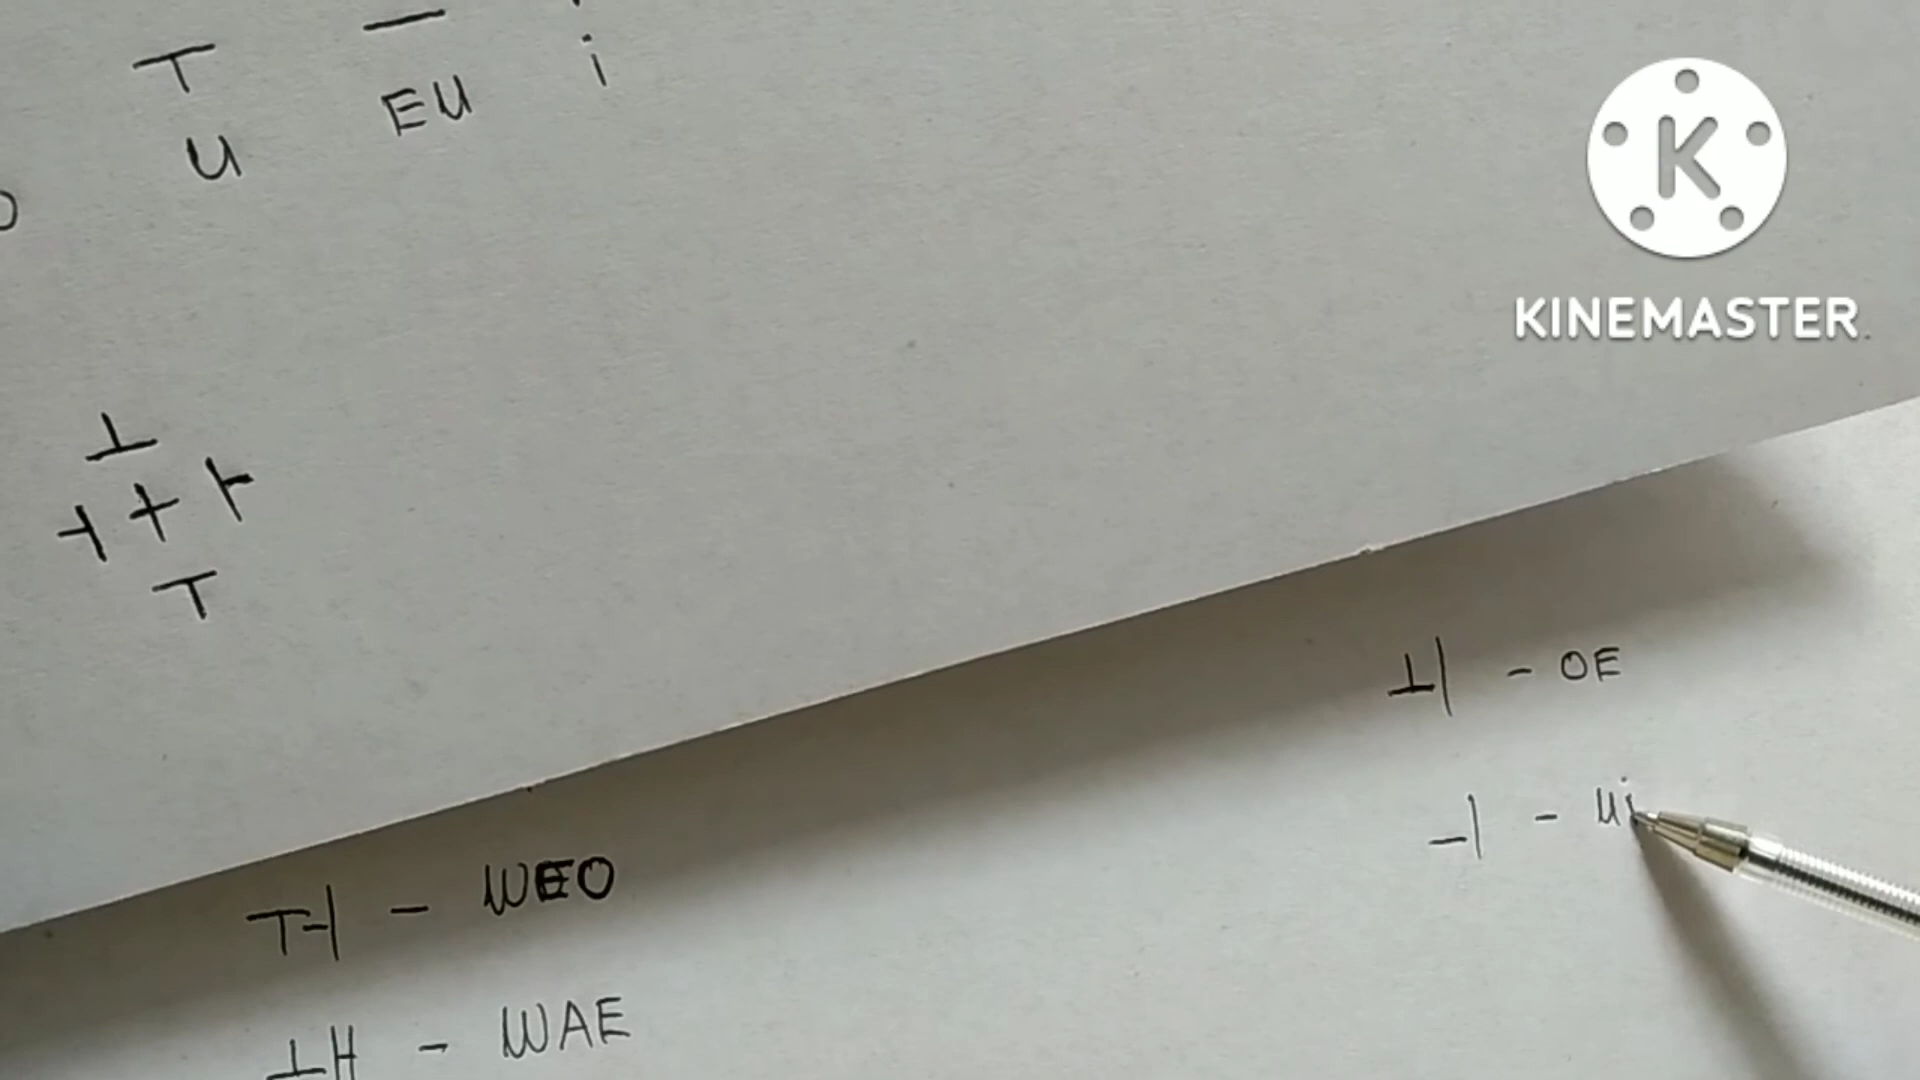 ㅜ ㅡ
U EU i
ㅗ
ㅓ + ㅏ
ㅜ
ㅚ - OE
ㅢ - Ui
ㅝ - WEO
ㅙ - WAE
K
KINEMASTER